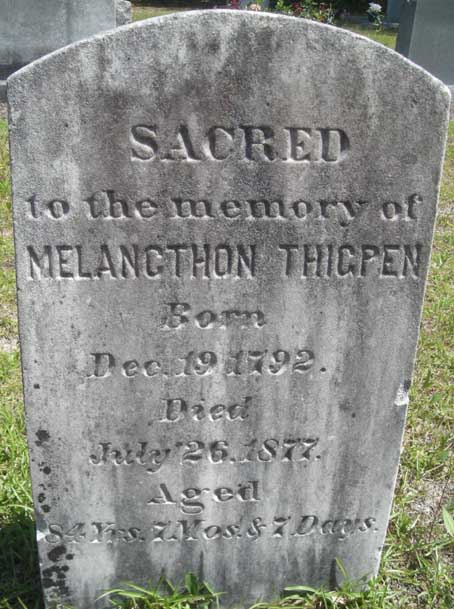 SACRED
to the memory of
MELANCTHON THIGPEN
Born
Dec. 19. 1792.
Died
July 26. 1877.
Aged
84 Yrs. 7. Mos. & 7. Days.